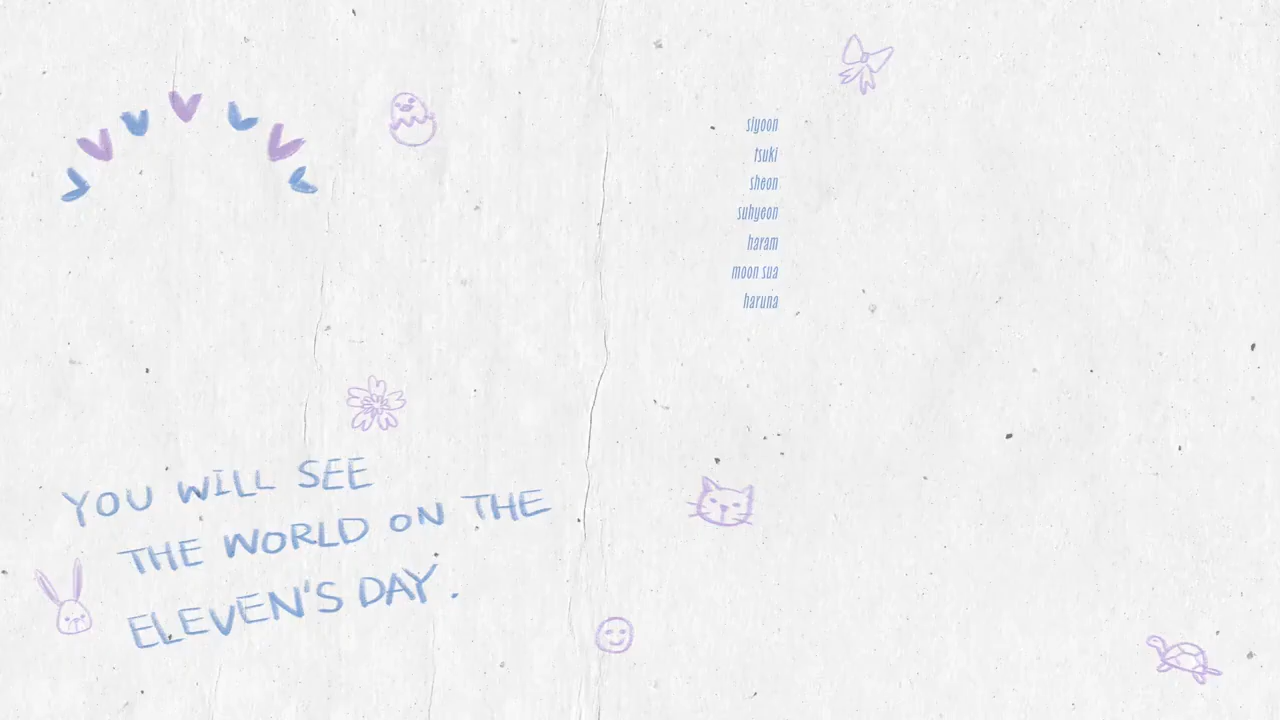 YOU WILL SEE
THE WORLD ON THE
ELEVEN'S DAY.
siyoon
tsuki
sheon
suhyeon
haram
moon sua
haruna